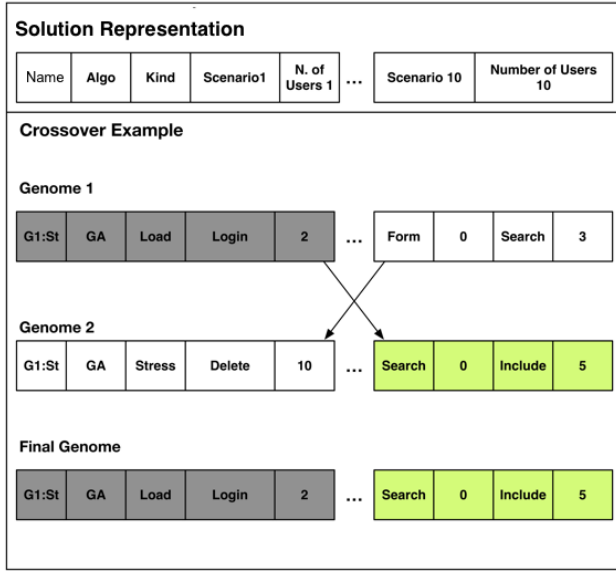 Solution Representation
Name Algo Kind Scenario1 N. of Users 1 ... Scenario 10 Number of Users 10
Crossover Example
Genome 1
G1:St GA Load Login 2 ... Form 0 Search 3
Genome 2
G1:St GA Stress Delete 10 ... Search 0 Include 5
Final Genome
G1:St GA Load Login 2 ... Search 0 Include 5